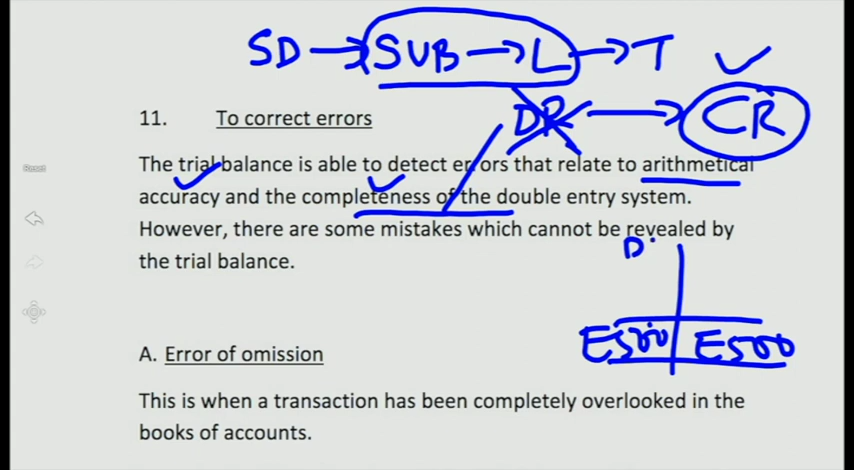 SD → SUB → L → T
DR → CR
11. To correct errors
Reset
The trial balance is able to detect errors that relate to arithmetical
accuracy and the completeness of the double entry system.
However, there are some mistakes which cannot be revealed by
the trial balance.
D
E500 E500
A. Error of omission
This is when a transaction has been completely overlooked in the
books of accounts.